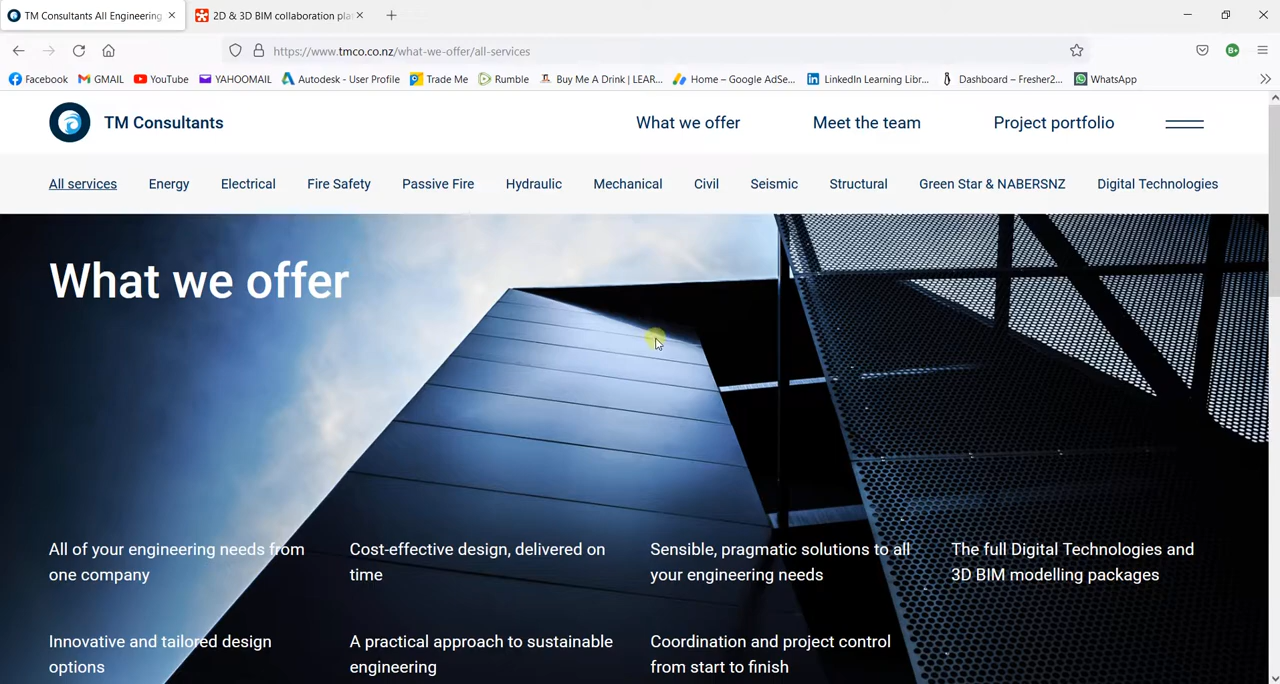 TM Consultants All Engineering
2D & 3D BIM collaboration pla
https://www.tmco.co.nz/what-we-offer/all-services
Facebook
GMAIL
YouTube
YAHOOMAIL
Autodesk - User Profile
Trade Me
Rumble
Buy Me A Drink | LEAR...
Home – Google AdSe...
LinkedIn Learning Libr...
Dashboard – Fresher2...
WhatsApp
TM Consultants
What we offer
Meet the team
Project portfolio
All services
Energy
Electrical
Fire Safety
Passive Fire
Hydraulic
Mechanical
Civil
Seismic
Structural
Green Star & NABERSNZ
Digital Technologies
What we offer
All of your engineering needs from
one company
Cost-effective design, delivered on
time
Sensible, pragmatic solutions to all
your engineering needs
The full Digital Technologies and
3D BIM modelling packages
Innovative and tailored design
options
A practical approach to sustainable
engineering
Coordination and project control
from start to finish